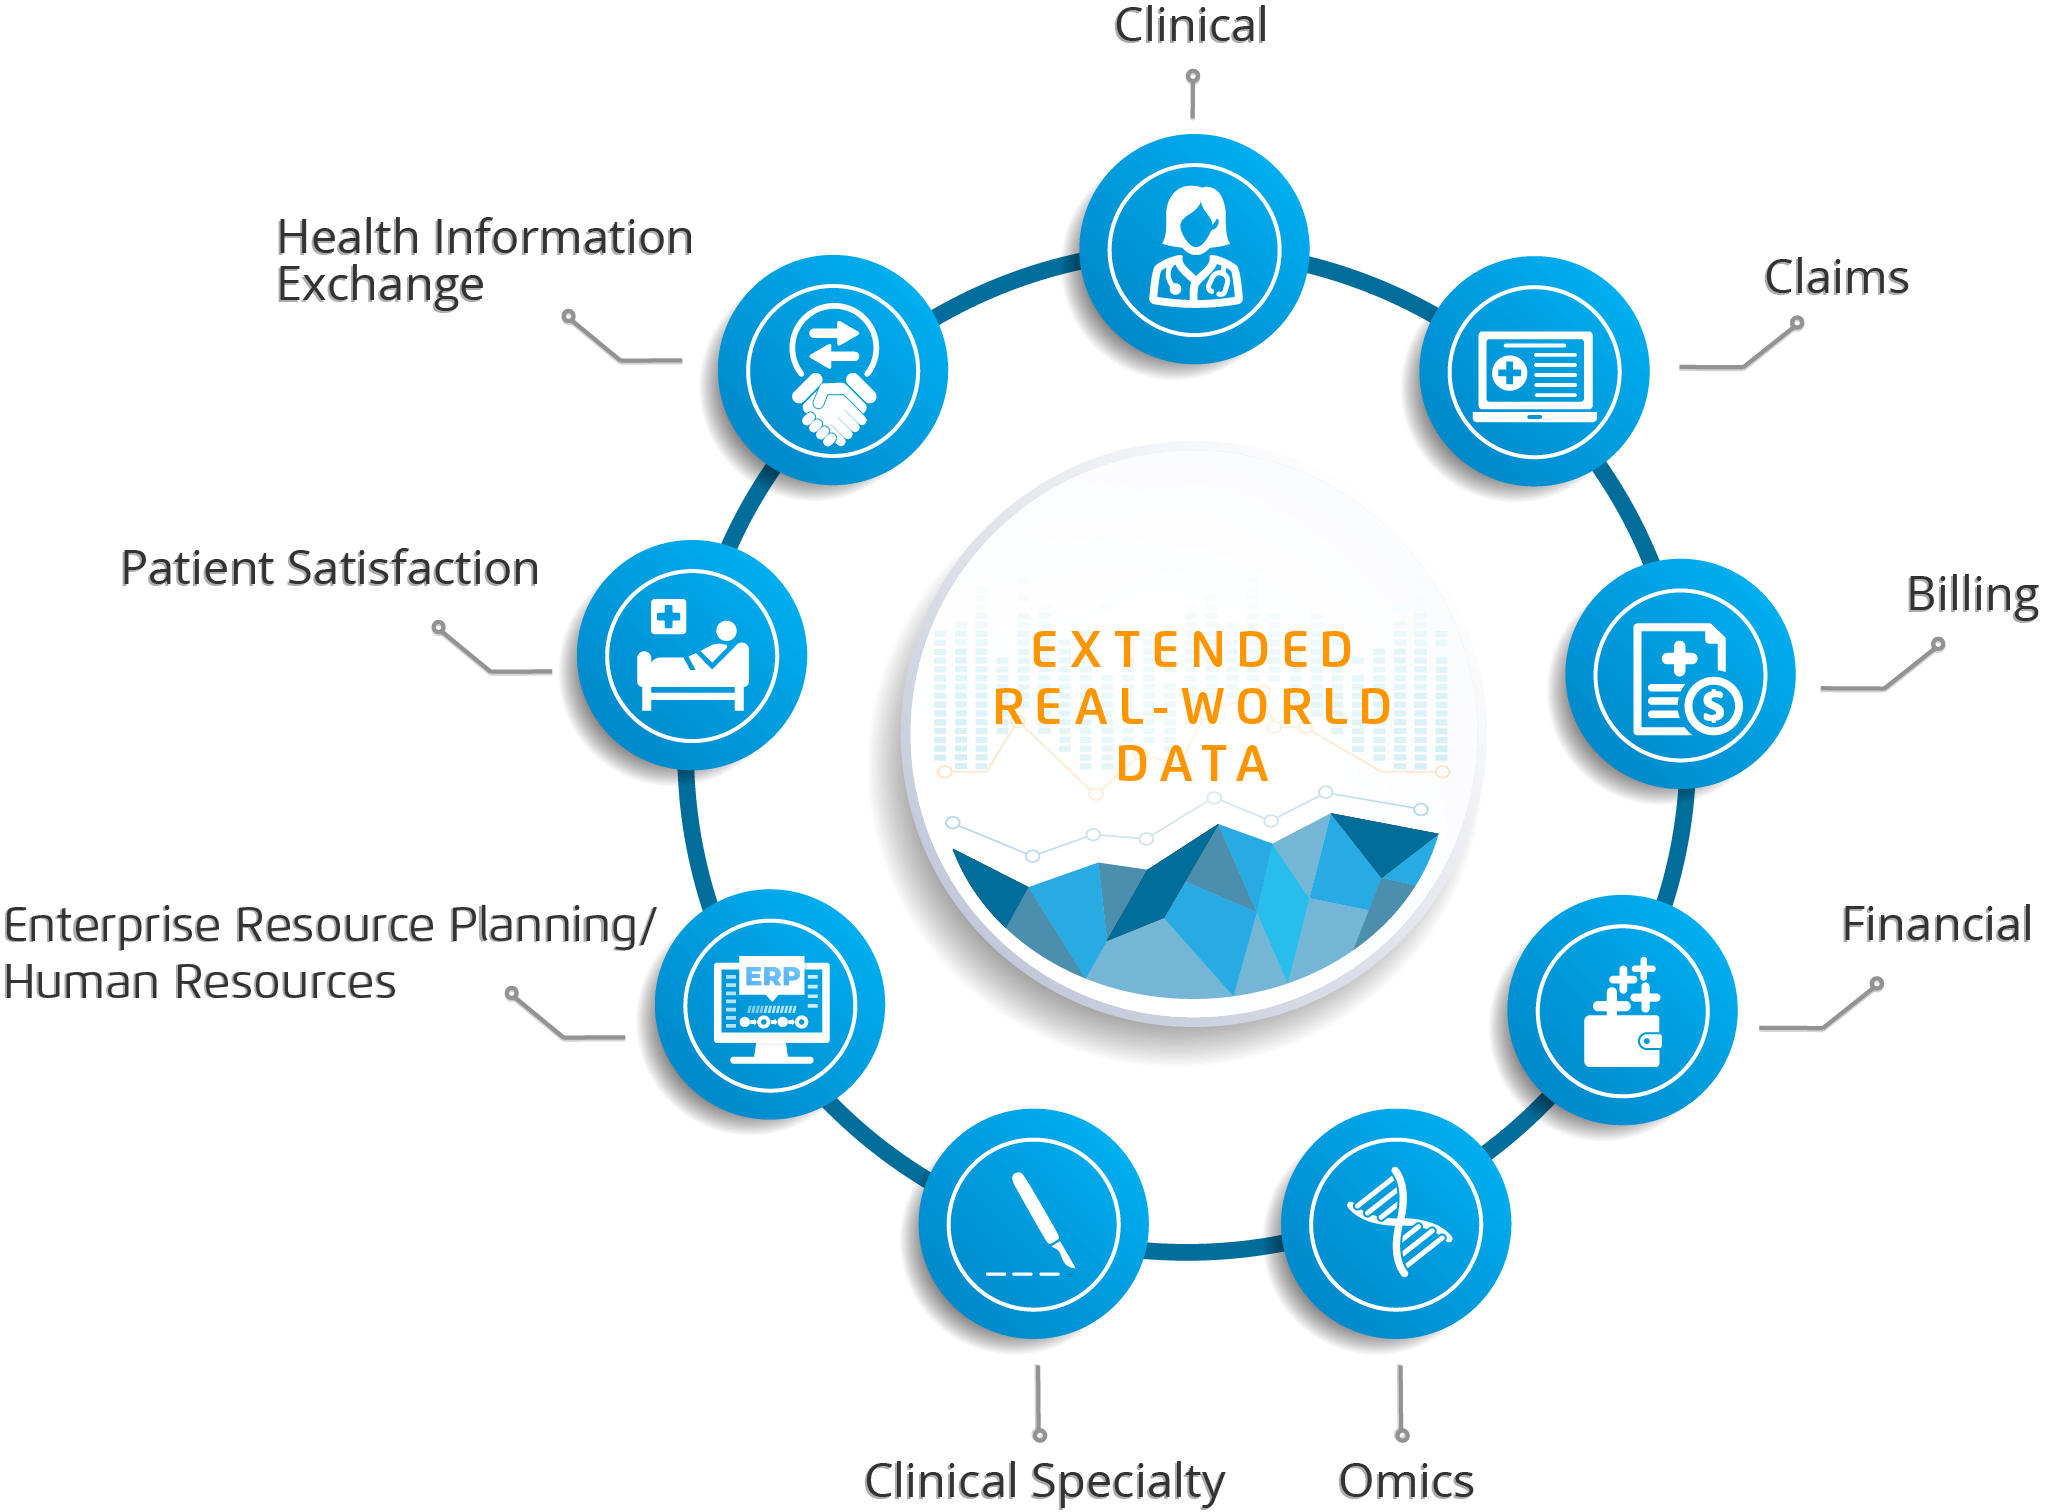 Clinical
Health Information
Exchange
Claims
Patient Satisfaction
Billing
EXTENDED
REAL-WORLD
DATA
Enterprise Resource Planning/
Human Resources
ERP
Financial
Clinical Specialty
Omics